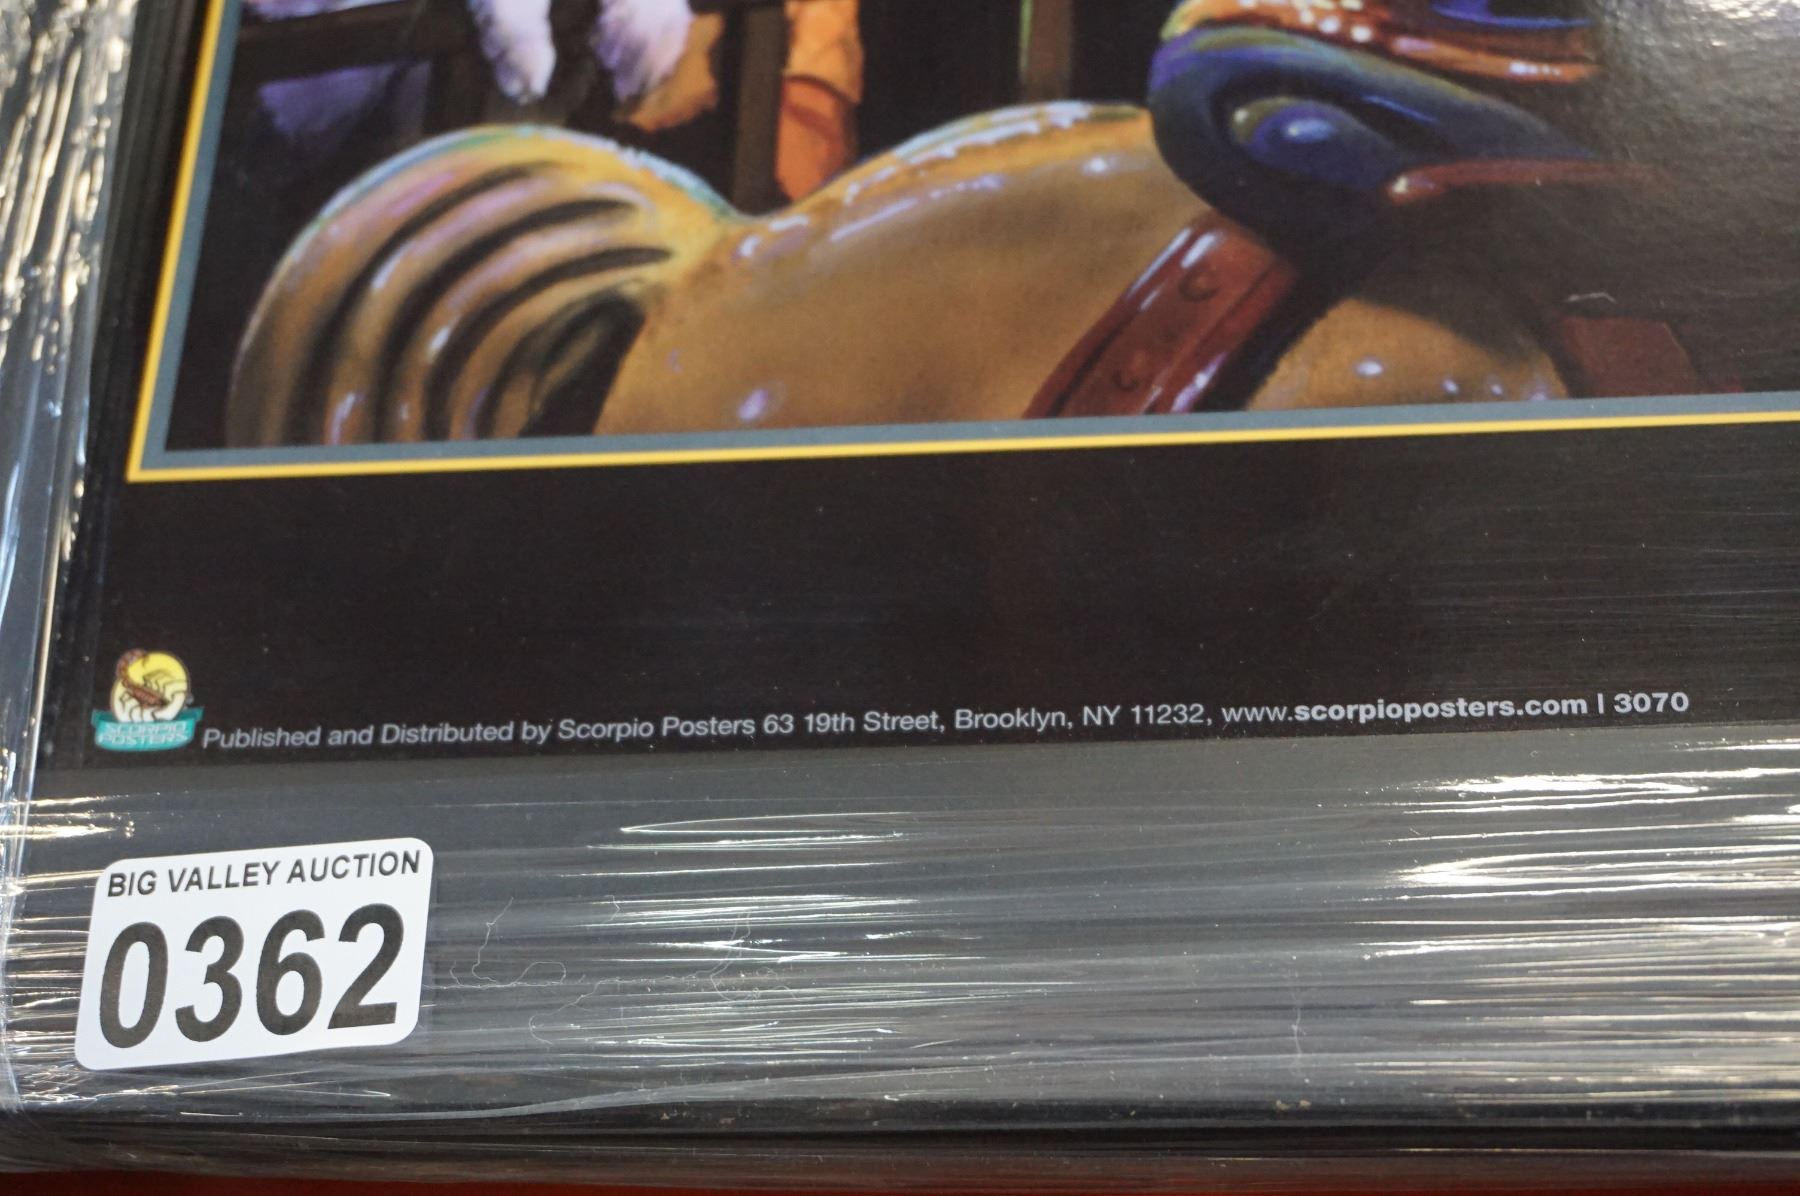 SCORPIO
POSTERS
Published and Distributed by Scorpio Posters 63 19th Street, Brooklyn, NY 11232, www.scorpioposters.com | 3070
BIG VALLEY AUCTION
0362